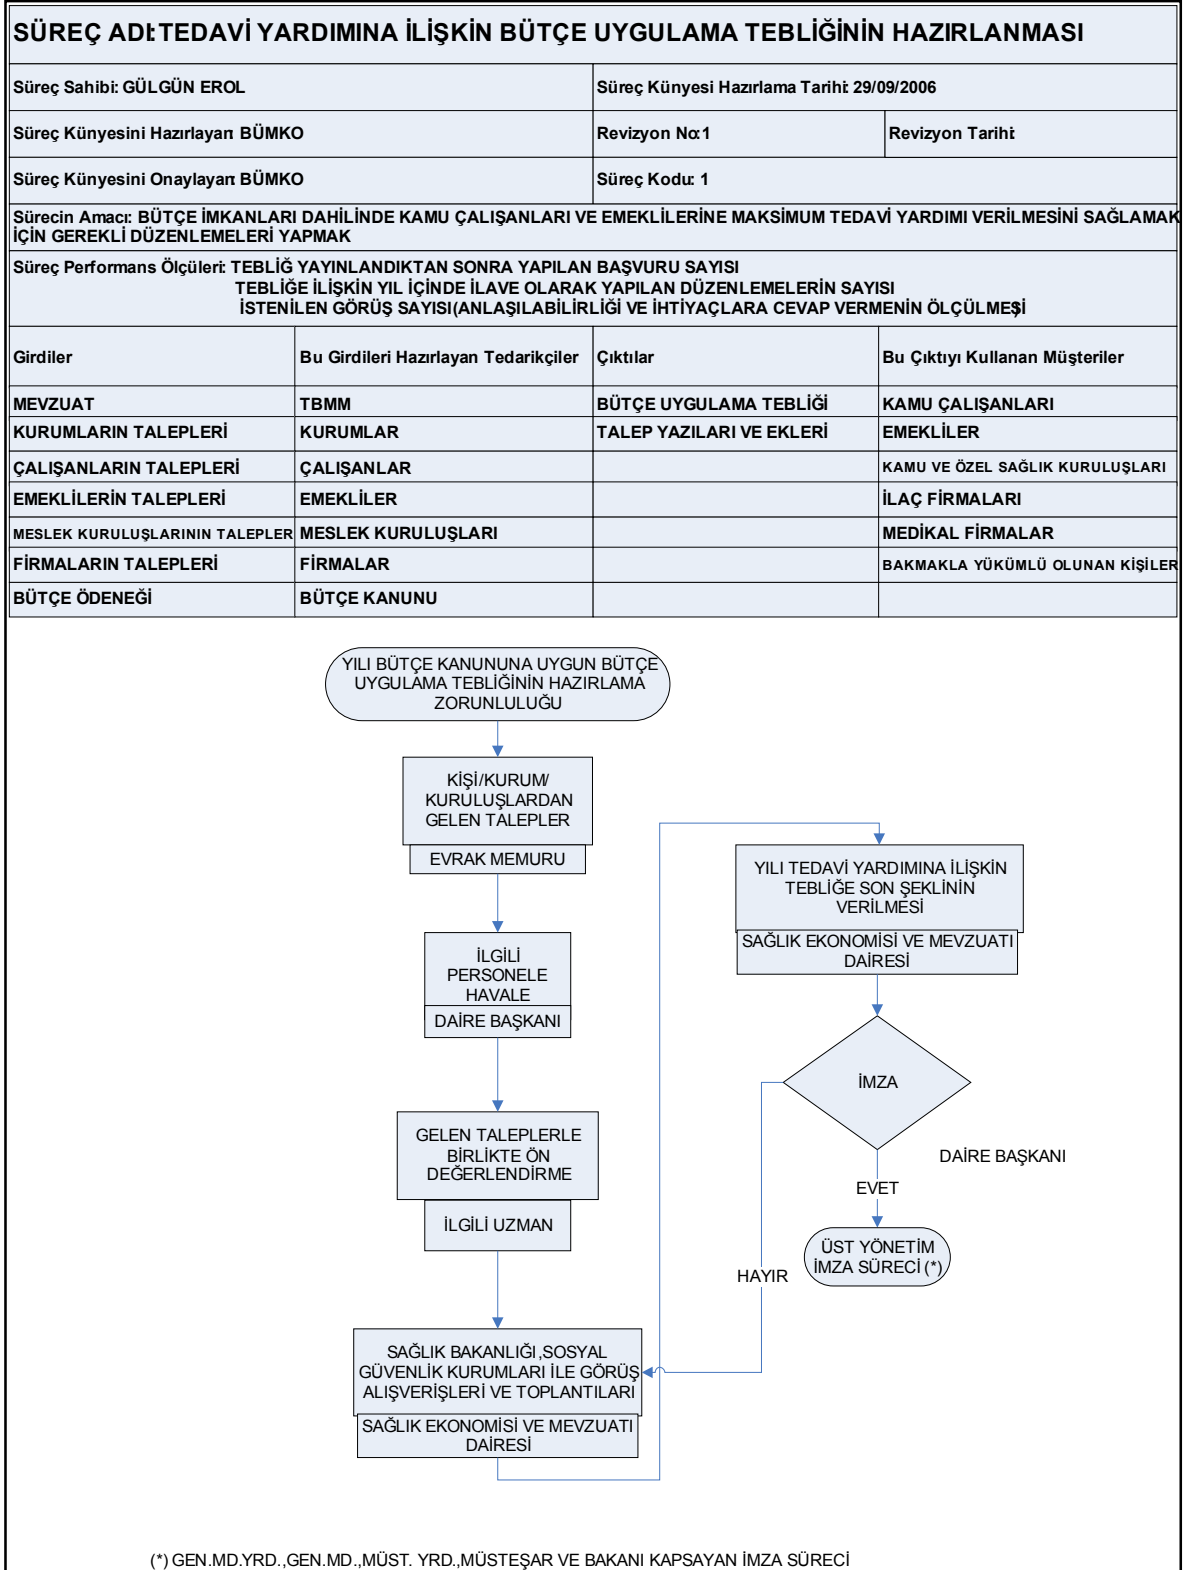 SÜREÇ ADI: TEDAVİ YARDIMINA İLİŞKİN BÜTÇE UYGULAMA TEBLİĞİNİN HAZIRLANMASI
Süreç Sahibi: GÜLGÜN EROL
Süreç Künyesi Hazırlama Tarihi: 29/09/2006
Süreç Künyesini Hazırlayan: BÜMKO
Revizyon No:1
Revizyon Tarihi:
Süreç Künyesini Onaylayan: BÜMKO
Süreç Kodu: 1
Sürecin Amacı: BÜTÇE İMKANLARI DAHİLİNDE KAMU ÇALIŞANLARI VE EMEKLİLERİNE MAKSİMUM TEDAVİ YARDIMI VERİLMESİNİ SAĞLAMAK
İÇİN GEREKLİ DÜZENLEMELERİ YAPMAK
Süreç Performans Ölçüleri: TEBLİĞ YAYINLANDIKTAN SONRA YAPILAN BAŞVURU SAYISI
TEBLİĞE İLİŞKİN YIL İÇİNDE İLAVE OLARAK YAPILAN DÜZENLEMELERİN SAYISI
İSTENİLEN GÖRÜŞ SAYISI(ANLAŞILABİLİRLİĞİ VE İHTİYAÇLARA CEVAP VERMENİN ÖLÇÜLMEŞİ
Girdiler
Bu Girdileri Hazırlayan Tedarikçiler
Çıktılar
Bu Çıktıyı Kullanan Müşteriler
MEVZUAT
TBMM
BÜTÇE UYGULAMA TEBLİĞİ
KAMU ÇALIŞANLARI
KURUMLARIN TALEPLERİ
KURUMLAR
TALEP YAZILARI VE EKLERİ
EMEKLİLER
ÇALIŞANLARIN TALEPLERİ
ÇALIŞANLAR
KAMU VE ÖZEL SAĞLIK KURULUŞLARI
EMEKLİLERİN TALEPLERİ
EMEKLİLER
İLAÇ FİRMALARI
MESLEK KURULUŞLARININ TALEPLER
MESLEK KURULUŞLARI
MEDİKAL FİRMALAR
FİRMALARIN TALEPLERİ
FİRMALAR
BAKMAKLA YÜKÜMLÜ OLUNAN KİŞİLER
BÜTÇE ÖDENEĞİ
BÜTÇE KANUNU
YILI BÜTÇE KANUNUNA UYGUN BÜTÇE
UYGULAMA TEBLİĞİNİN HAZIRLAMA
ZORUNLULUĞU
KİŞİ/KURUM/
KURULUŞLARDAN
GELEN TALEPLER
EVRAK MEMURU
İLGİLİ
PERSONELE
HAVALE
DAİRE BAŞKANI
GELEN TALEPLERLE
BİRLİKTE ÖN
DEĞERLENDİRME
İLGİLİ UZMAN
SAĞLIK BAKANLIĞI,SOSYAL
GÜVENLİK KURUMLARI İLE GÖRÜŞ
ALIŞVERİŞLERİ VE TOPLANTILARI
SAĞLIK EKONOMİSİ VE MEVZUATI
DAİRESİ
YILI TEDAVİ YARDIMINA İLİŞKİN
TEBLİĞE SON ŞEKLİNİN
VERİLMESİ
SAĞLIK EKONOMİSİ VE MEVZUATI
DAİRESİ
İMZA
DAİRE BAŞKANI
EVET
HAYIR
ÜST YÖNETİM
İMZA SÜRECİ (*)
(*) GEN.MD.YRD.,GEN.MD.,MÜST. YRD.,MÜSTEŞAR VE BAKANI KAPSAYAN İMZA SÜRECİ